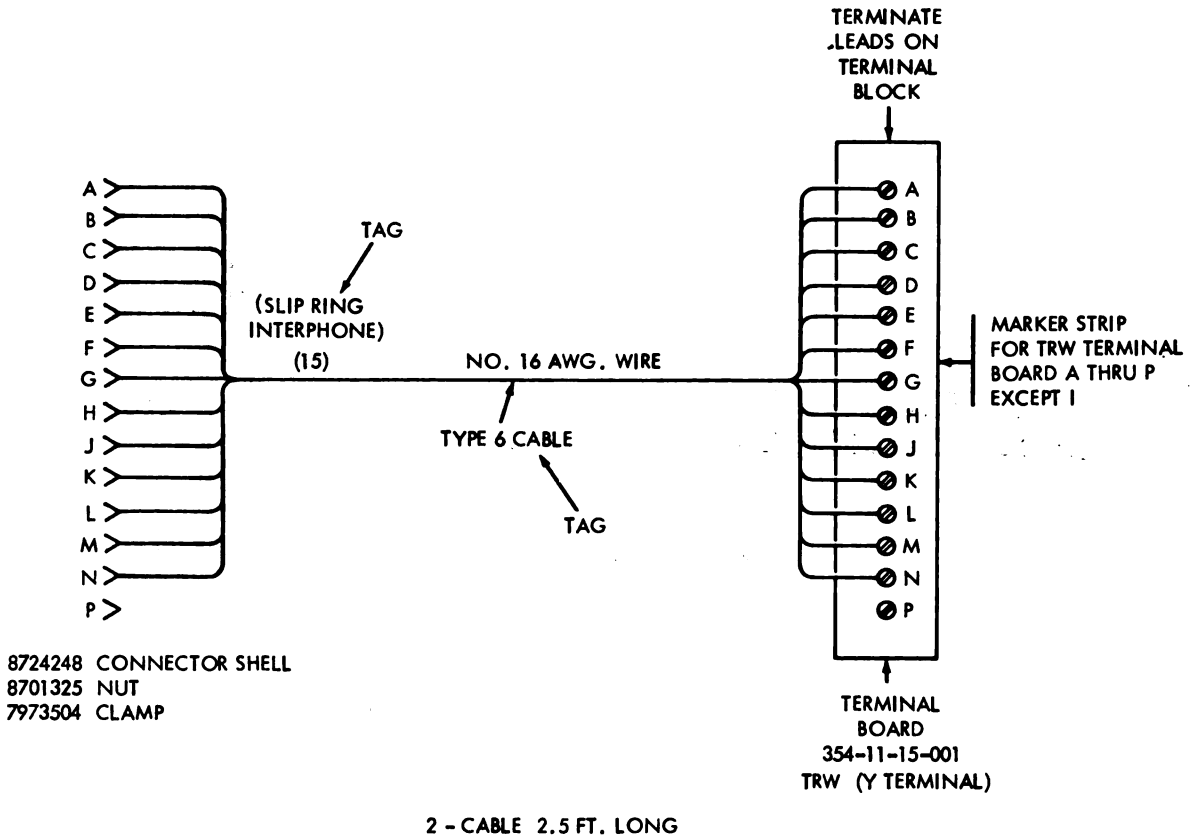 TERMINATE
LEADS ON
TERMINAL
BLOCK
A
B
C
D
E
F
G
H
J
K
L
M
N
P
TAG
(SLIP RING
INTERPHONE)
(15)
NO. 16 AWG. WIRE
TYPE 6 CABLE
TAG
A
B
C
D
E
F
G
H
J
K
L
M
N
P
MARKER STRIP
FOR TRW TERMINAL
BOARD A THRU P
EXCEPT I
8724248 CONNECTOR SHELL
8701325 NUT
7973504 CLAMP
TERMINAL
BOARD
354-11-15-001
TRW (Y TERMINAL)
2 - CABLE 2.5 FT. LONG